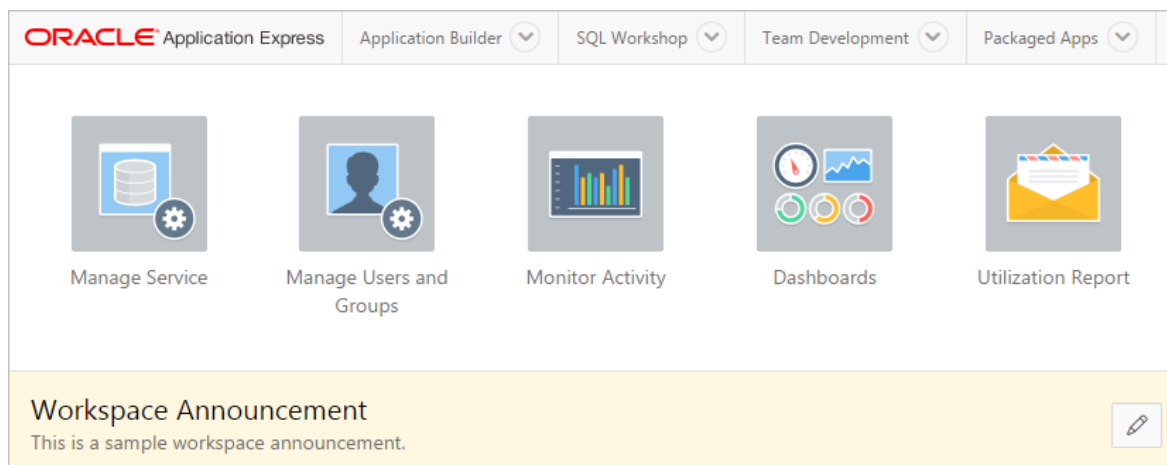 ORACLE Application Express
Application Builder
SQL Workshop
Team Development
Packaged Apps
Manage Service
Manage Users and
Groups
Monitor Activity
Dashboards
Utilization Report
Workspace Announcement
This is a sample workspace announcement.